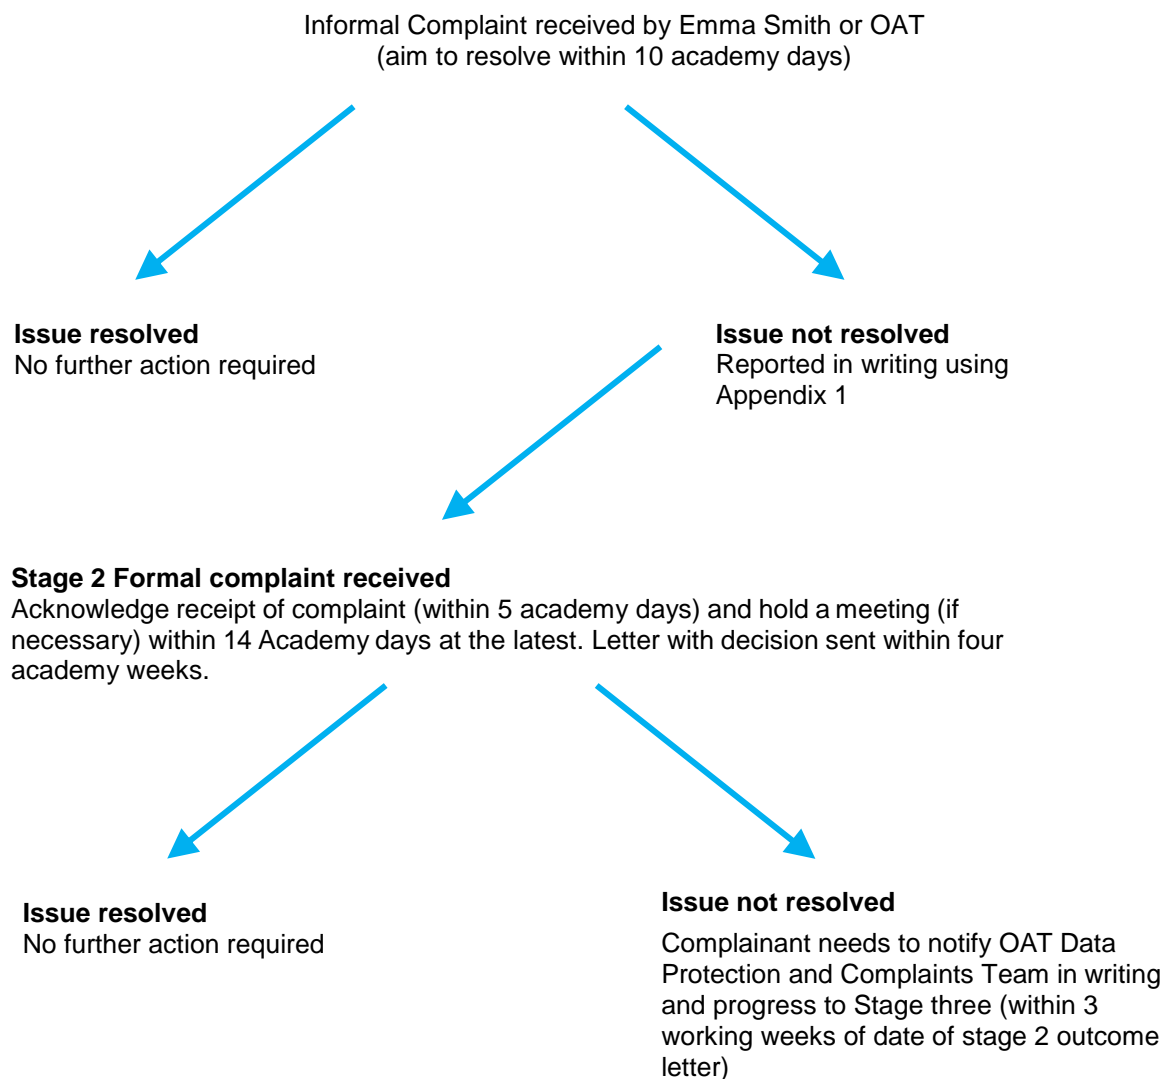 Informal Complaint received by Emma Smith or OAT
(aim to resolve within 10 academy days)
Issue resolved
No further action required
Issue not resolved
Reported in writing using
Appendix 1
Stage 2 Formal complaint received
Acknowledge receipt of complaint (within 5 academy days) and hold a meeting (if
necessary) within 14 Academy days at the latest. Letter with decision sent within four
academy weeks.
Issue resolved
No further action required
Issue not resolved
Complainant needs to notify OAT Data
Protection and Complaints Team in writing
and progress to Stage three (within 3
working weeks of date of stage 2 outcome
letter)